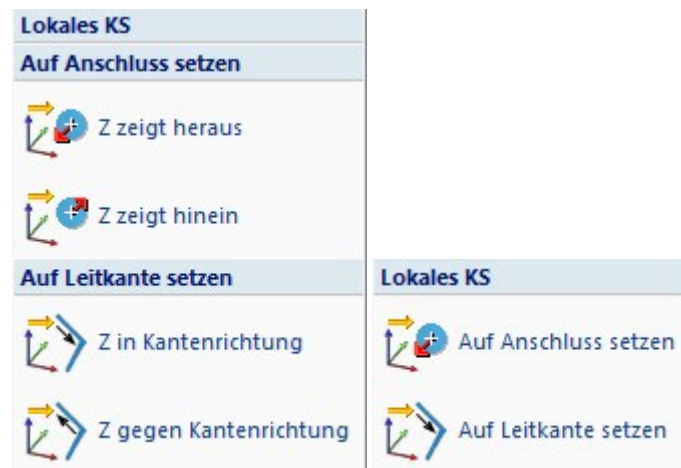 Lokales KS
Auf Anschluss setzen
Z zeigt heraus
Z zeigt hinein
Auf Leitkante setzen
Z in Kantenrichtung
Z gegen Kantenrichtung
Lokales KS
Auf Anschluss setzen
Auf Leitkante setzen